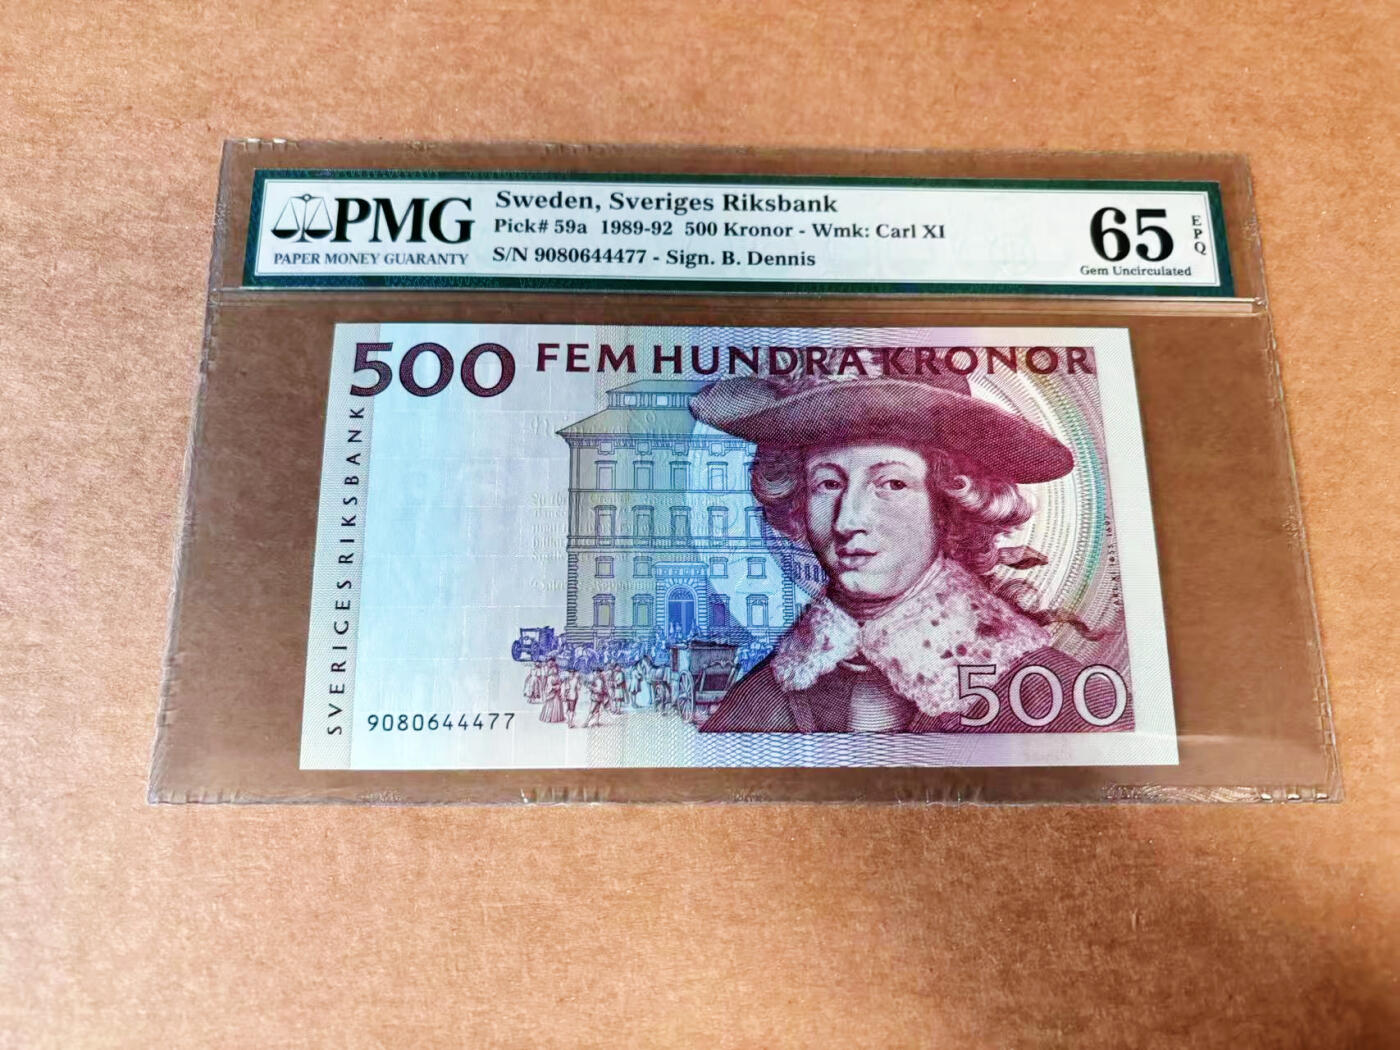 PMG
PAPER MONEY GUARANTY
Sweden, Sveriges Riksbank
Pick# 59a 1989-92 500 Kronor - Wmk: Carl XI
S/N 9080644477 - Sign. B. Dennis
65
EPQ
Gem Uncirculated
500 FEM HUNDRA KRONOR
SVERIGES RIKSBANK
9080644477
500